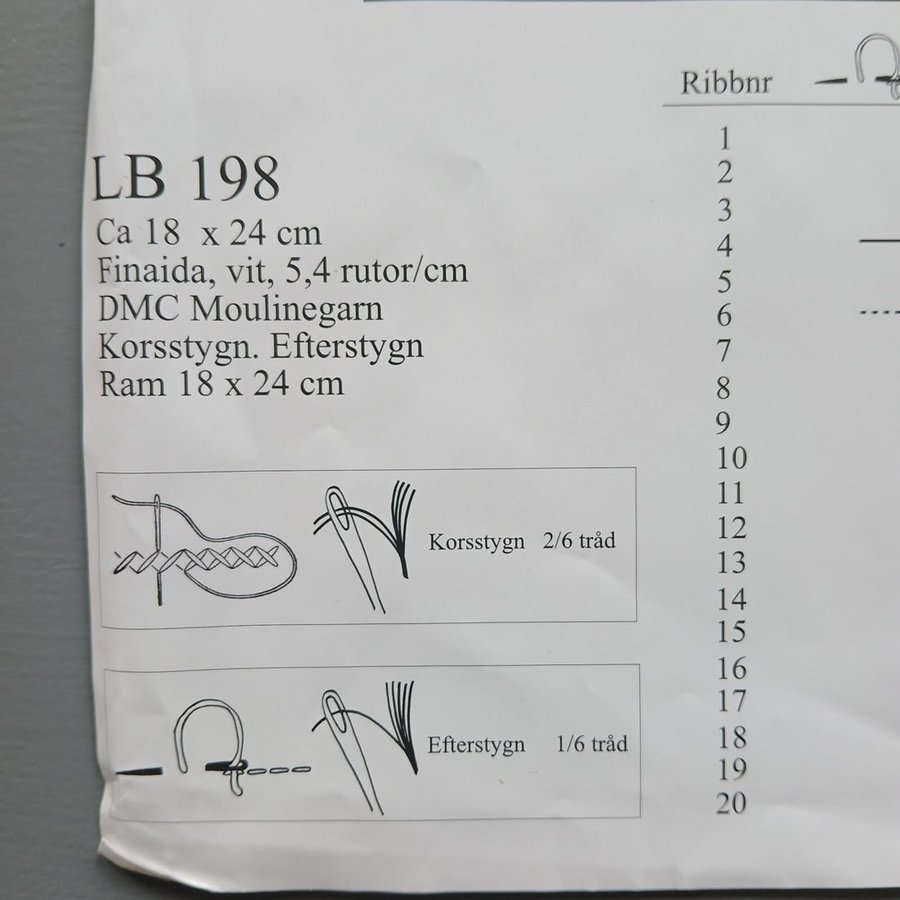 LB 198
Ca 18 x 24 cm
Finaida, vit, 5,4 rutor/cm
DMC Moulinegarn
Korsstygn. Efterstygn
Ram 18 x 24 cm
Korsstygn 2/6 tråd
Efterstygn 1/6 tråd
Ribbnr
1
2
3
4
5
6
7
8
9
10
11
12
13
14
15
16
17
18
19
20